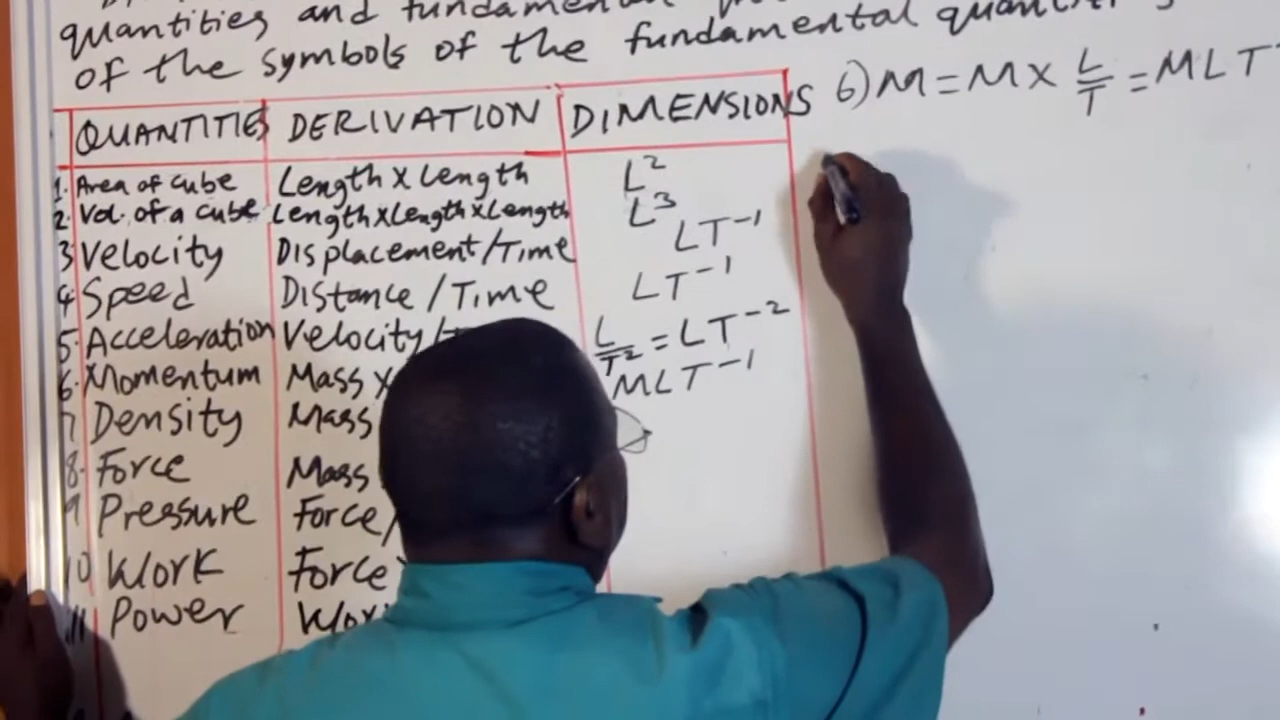 quantities and fundamental
of the symbols of the fundamental
QUANTITIES DERIVATION DIMENSIONS
1. Area of cube Length x Length L²
2 Vol. of a cube Length x Length x Length L³
3 Velocity Displacement/Time LT⁻¹
4 Speed Distance/Time LT⁻¹
5. Acceleration Velocity/ L/T² = LT⁻²
6. Momentum Mass x MLT⁻¹
7 Density Mass
8. Force Mass
9 Pressure Force/
10 Work Force
11 Power
6) M = M x L/T = MLT